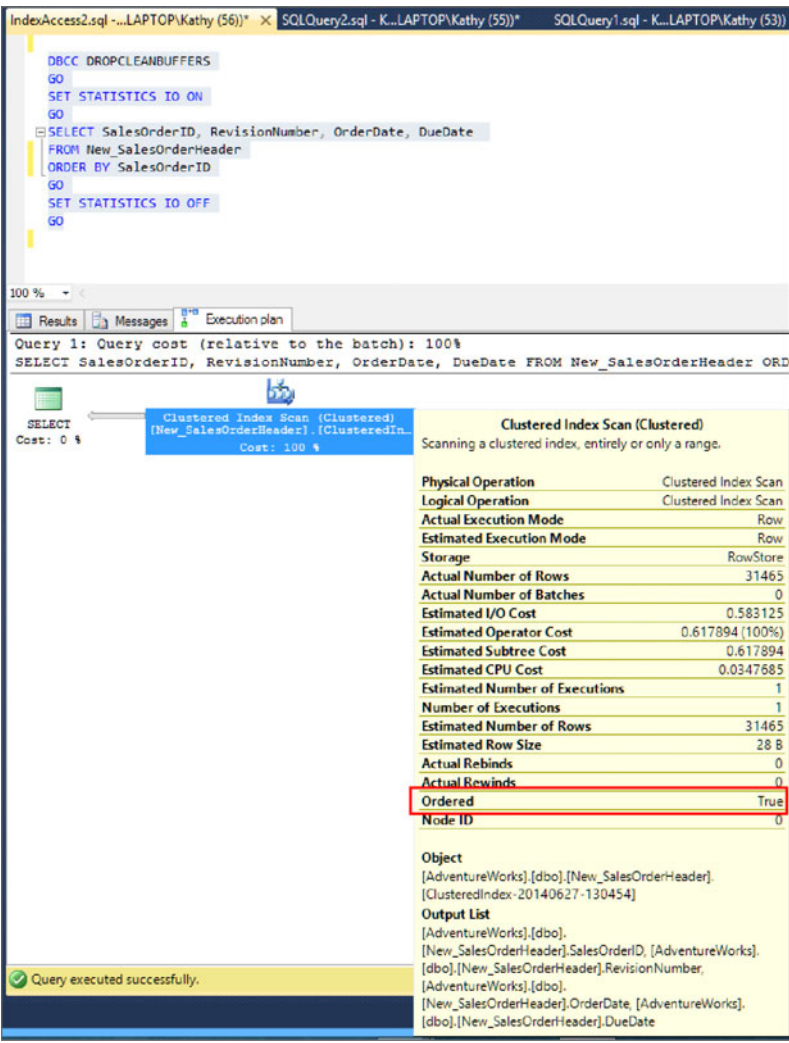 IndexAccess2.sql -...LAPTOP\Kathy (56))* × SQLQuery2.sql - K...LAPTOP\Kathy (55))* SQLQuery1.sql - K...LAPTOP\Kathy (53))
DBCC DROPCLEANBUFFERS
GO
SET STATISTICS IO ON
GO
SELECT SalesOrderID, RevisionNumber, OrderDate, DueDate
FROM New_SalesOrderHeader
ORDER BY SalesOrderID
GO
SET STATISTICS IO OFF
GO
100 %
Results Messages Execution plan
Query 1: Query cost (relative to the batch): 100%
SELECT SalesOrderID, RevisionNumber, OrderDate, DueDate FROM New_SalesOrderHeader ORD
SELECT
Cost: 0 %
Clustered Index Scan (Clustered)
[New_SalesOrderHeader].[ClusteredIn…
Cost: 100 %
Clustered Index Scan (Clustered)
Scanning a clustered index, entirely or only a range.
Physical Operation Clustered Index Scan
Logical Operation Clustered Index Scan
Actual Execution Mode Row
Estimated Execution Mode Row
Storage RowStore
Actual Number of Rows 31465
Actual Number of Batches 0
Estimated I/O Cost 0.583125
Estimated Operator Cost 0.617894 (100%)
Estimated Subtree Cost 0.617894
Estimated CPU Cost 0.0347685
Estimated Number of Executions 1
Number of Executions 1
Estimated Number of Rows 31465
Estimated Row Size 28 B
Actual Rebinds 0
Actual Rewinds 0
Ordered True
Node ID 0
Object
[AdventureWorks].[dbo].[New_SalesOrderHeader].
[ClusteredIndex-20140627-130454]
Output List
[AdventureWorks].[dbo].
[New_SalesOrderHeader].SalesOrderID, [AdventureWorks].
[dbo].[New_SalesOrderHeader].RevisionNumber,
[AdventureWorks].[dbo].
[New_SalesOrderHeader].OrderDate, [AdventureWorks].
[dbo].[New_SalesOrderHeader].DueDate
Query executed successfully.